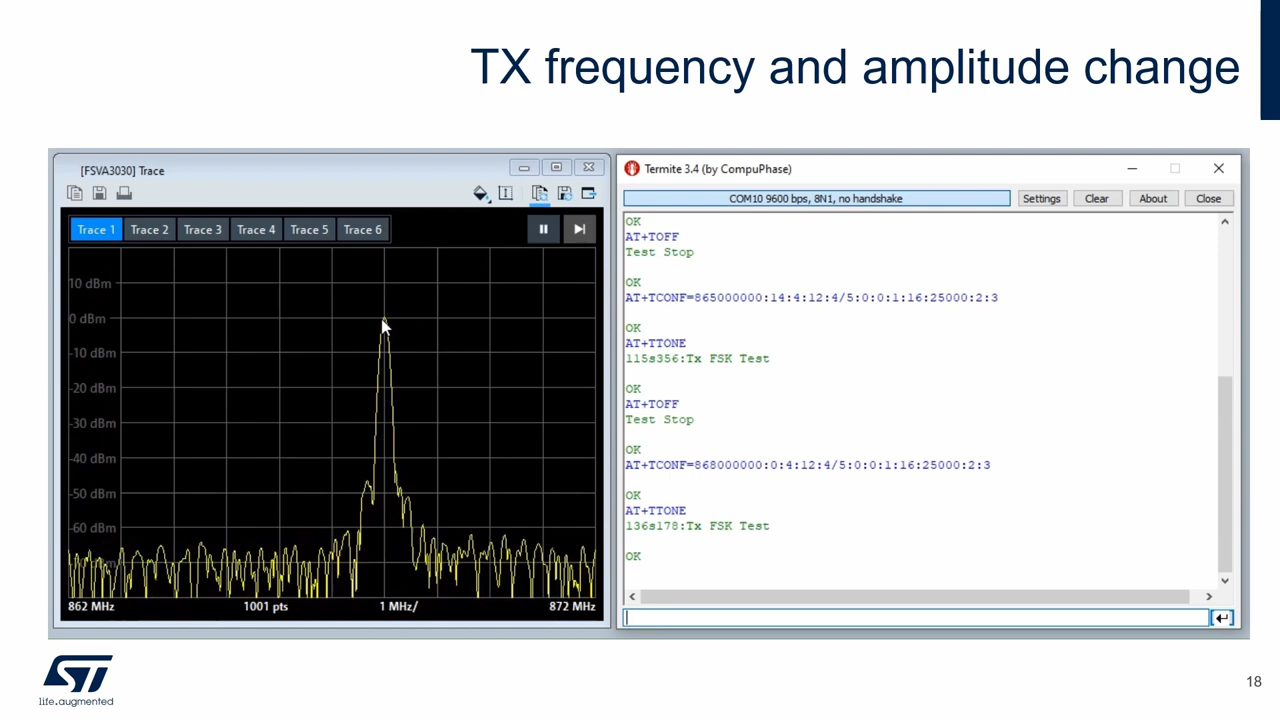 TX frequency and amplitude change
[FSVA3030] Trace
Trace 1 Trace 2 Trace 3 Trace 4 Trace 5 Trace 6
10 dBm
0 dBm
-10 dBm
-20 dBm
-30 dBm
-40 dBm
-50 dBm
-60 dBm
862 MHz 1001 pts 1 MHz/ 872 MHz
Termite 3.4 (by CompuPhase)
COM10 9600 bps, 8N1, no handshake Settings Clear About Close
OK
AT+TOFF
Test Stop
OK
AT+TCONF=865000000:14:4:12:4/5:0:0:1:16:25000:2:3
OK
AT+TTONE
115s356:Tx FSK Test
OK
AT+TOFF
Test Stop
OK
AT+TCONF=868000000:0:4:12:4/5:0:0:1:16:25000:2:3
OK
AT+TTONE
136s178:Tx FSK Test
OK
ST
life.augmented
18